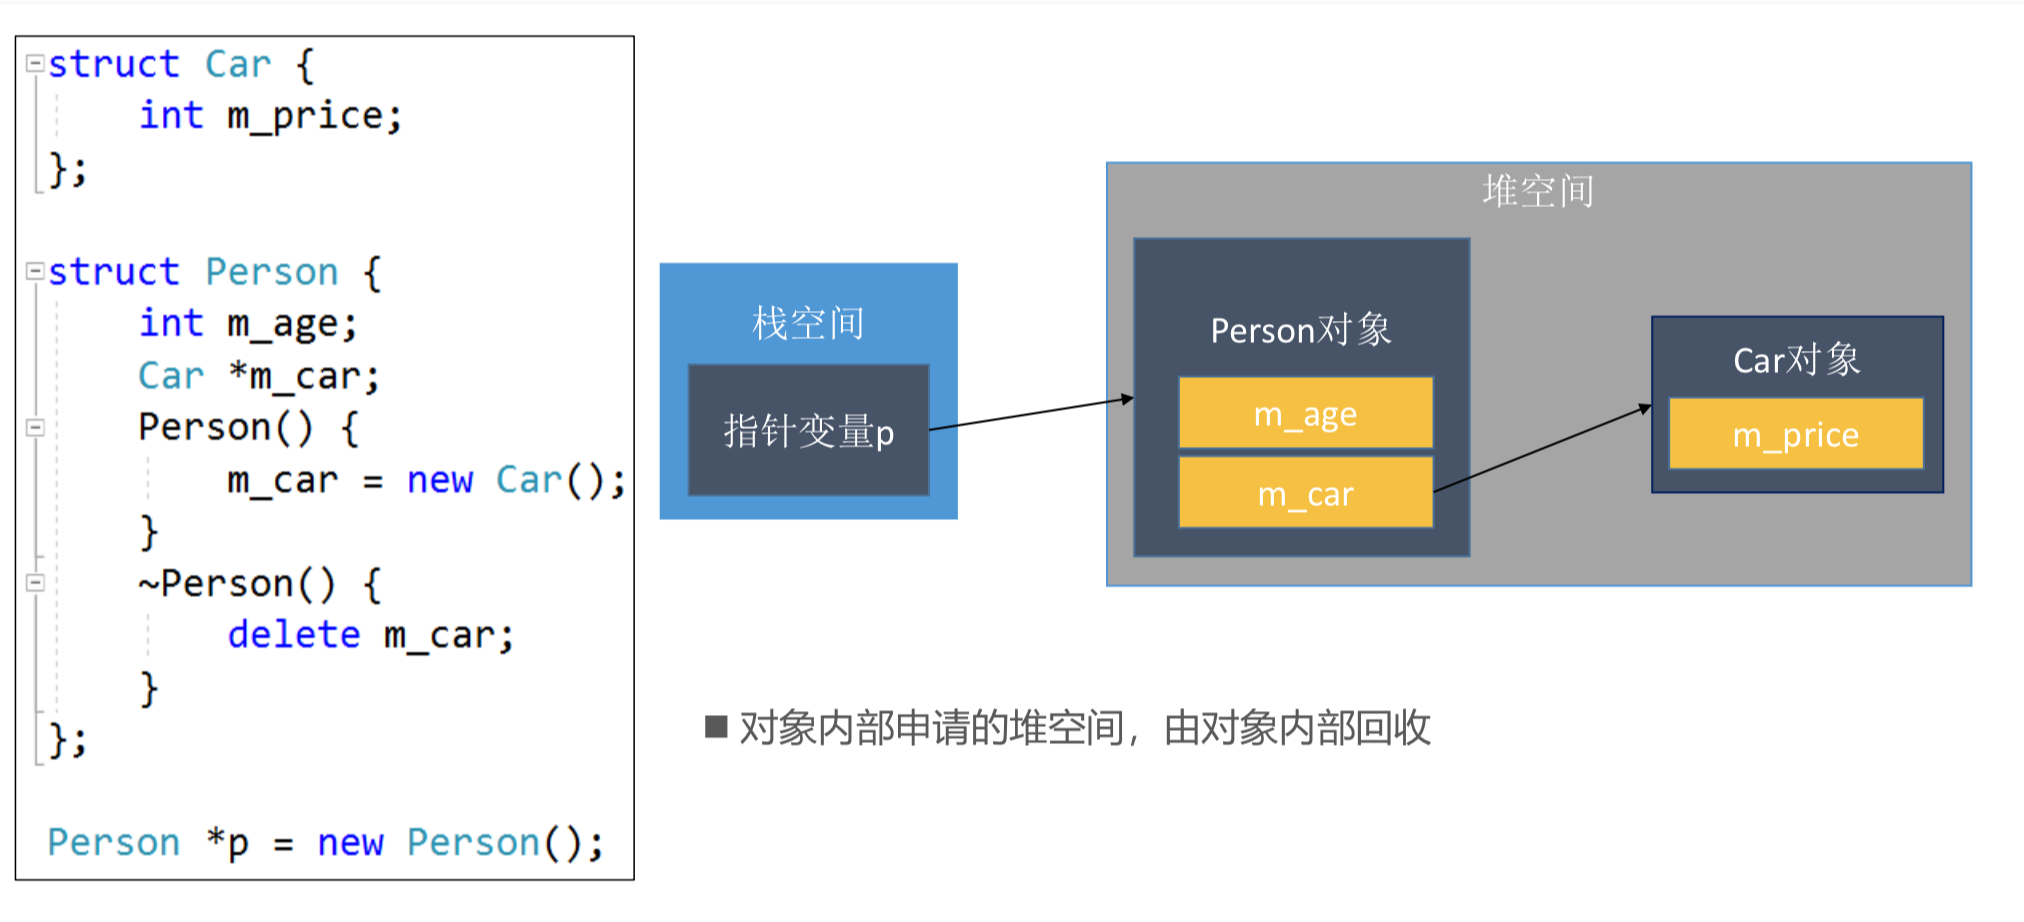 struct Car {
    int m_price;
};
struct Person {
    int m_age;
    Car *m_car;
    Person() {
        m_car = new Car();
    }
    ~Person() {
        delete m_car;
    }
};
Person *p = new Person();
栈空间
指针变量p
堆空间
Person对象
m_age
m_car
Car对象
m_price
■ 对象内部申请的堆空间，由对象内部回收